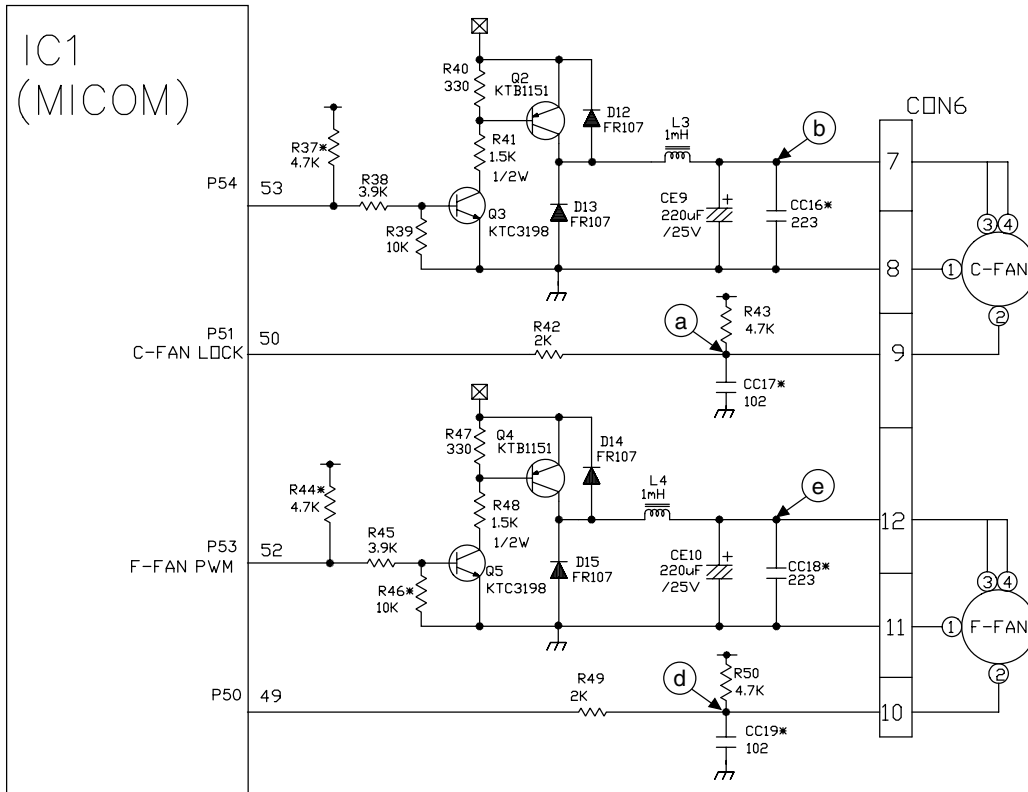 IC1
(MICOM)
R40
330
Q2
KTB1151
D12
FR107
L3
1mH
b
CON6
R37*
4.7K
R41
1.5K
1/2W
7
P54
53
R38
3.9K
R39
10K
Q3
KTC3198
D13
FR107
CE9
220uF
/25V
CC16*
223
3
4
8
1
C-FAN
2
P51
C-FAN LOCK
50
R42
2K
a
R43
4.7K
9
CC17*
102
R47
330
Q4
KTB1151
D14
FR107
L4
1mH
e
R44*
4.7K
R48
1.5K
1/2W
12
P53
F-FAN PWM
52
R45
3.9K
R46*
10K
Q5
KTC3198
D15
FR107
CE10
220uF
/25V
CC18*
223
3
4
11
1
F-FAN
2
P50
49
R49
2K
d
R50
4.7K
10
CC19*
102